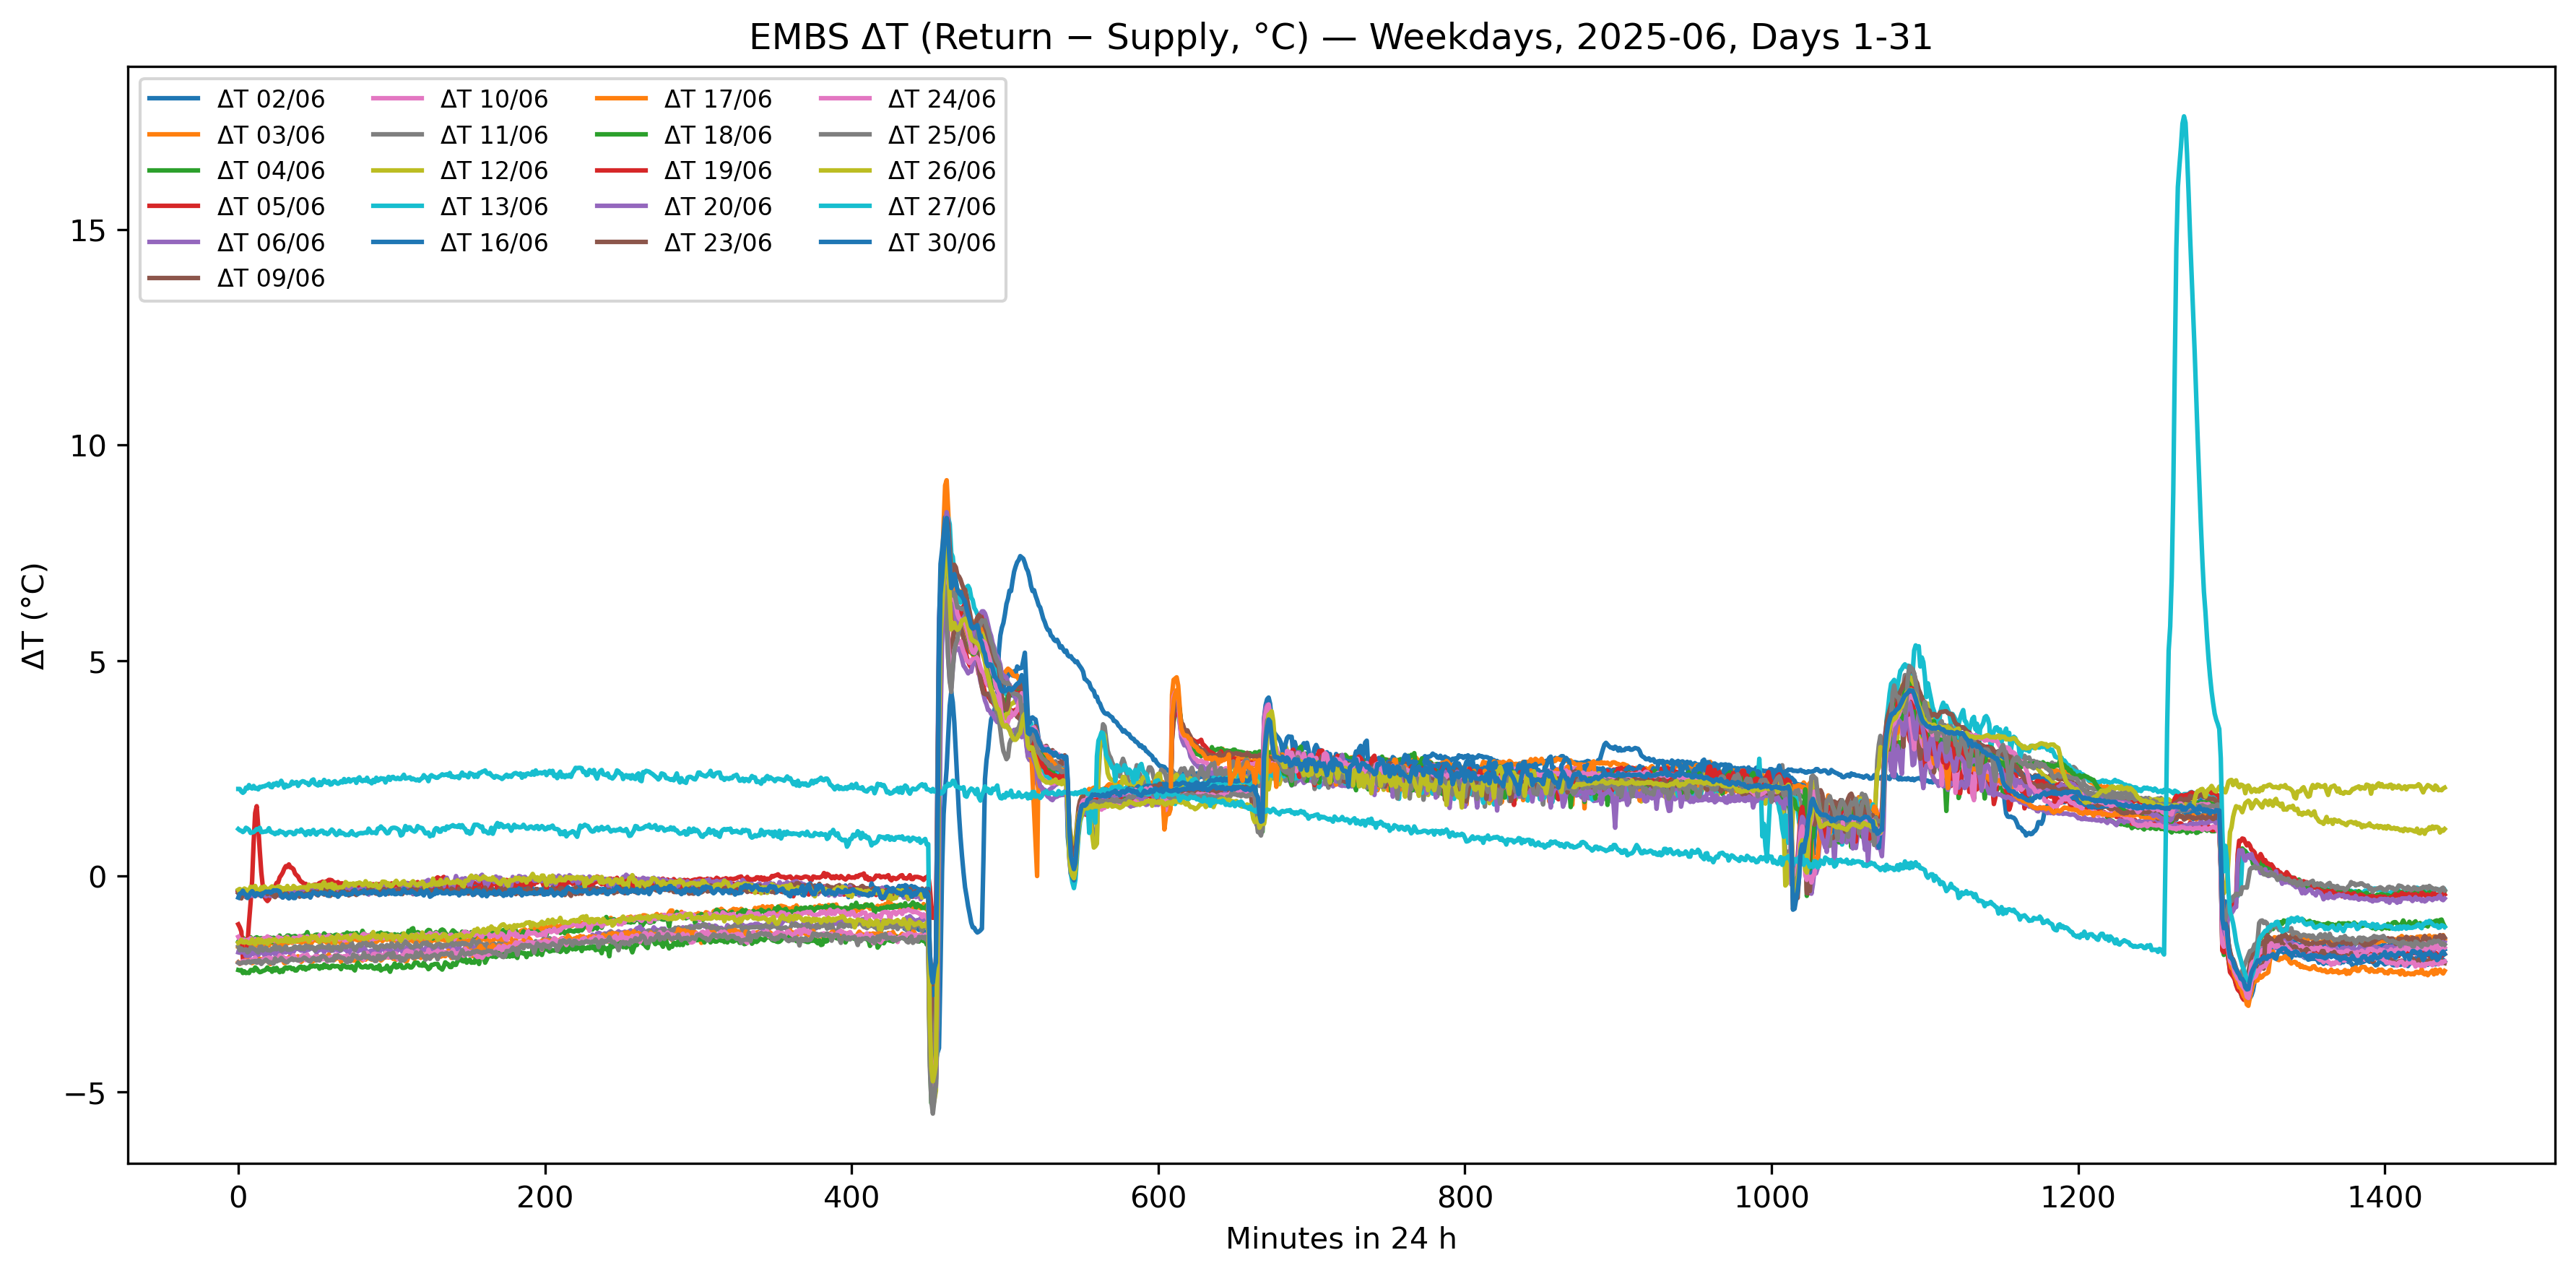 EMBS ΔT (Return − Supply, °C) — Weekdays, 2025-06, Days 1-31
ΔT 02/06
ΔT 03/06
ΔT 04/06
ΔT 05/06
ΔT 06/06
ΔT 09/06
ΔT 10/06
ΔT 11/06
ΔT 12/06
ΔT 13/06
ΔT 16/06
ΔT 17/06
ΔT 18/06
ΔT 19/06
ΔT 20/06
ΔT 23/06
ΔT 24/06
ΔT 25/06
ΔT 26/06
ΔT 27/06
ΔT 30/06
ΔT (°C)
15
10
5
0
−5
0
200
400
600
800
1000
1200
1400
Minutes in 24 h